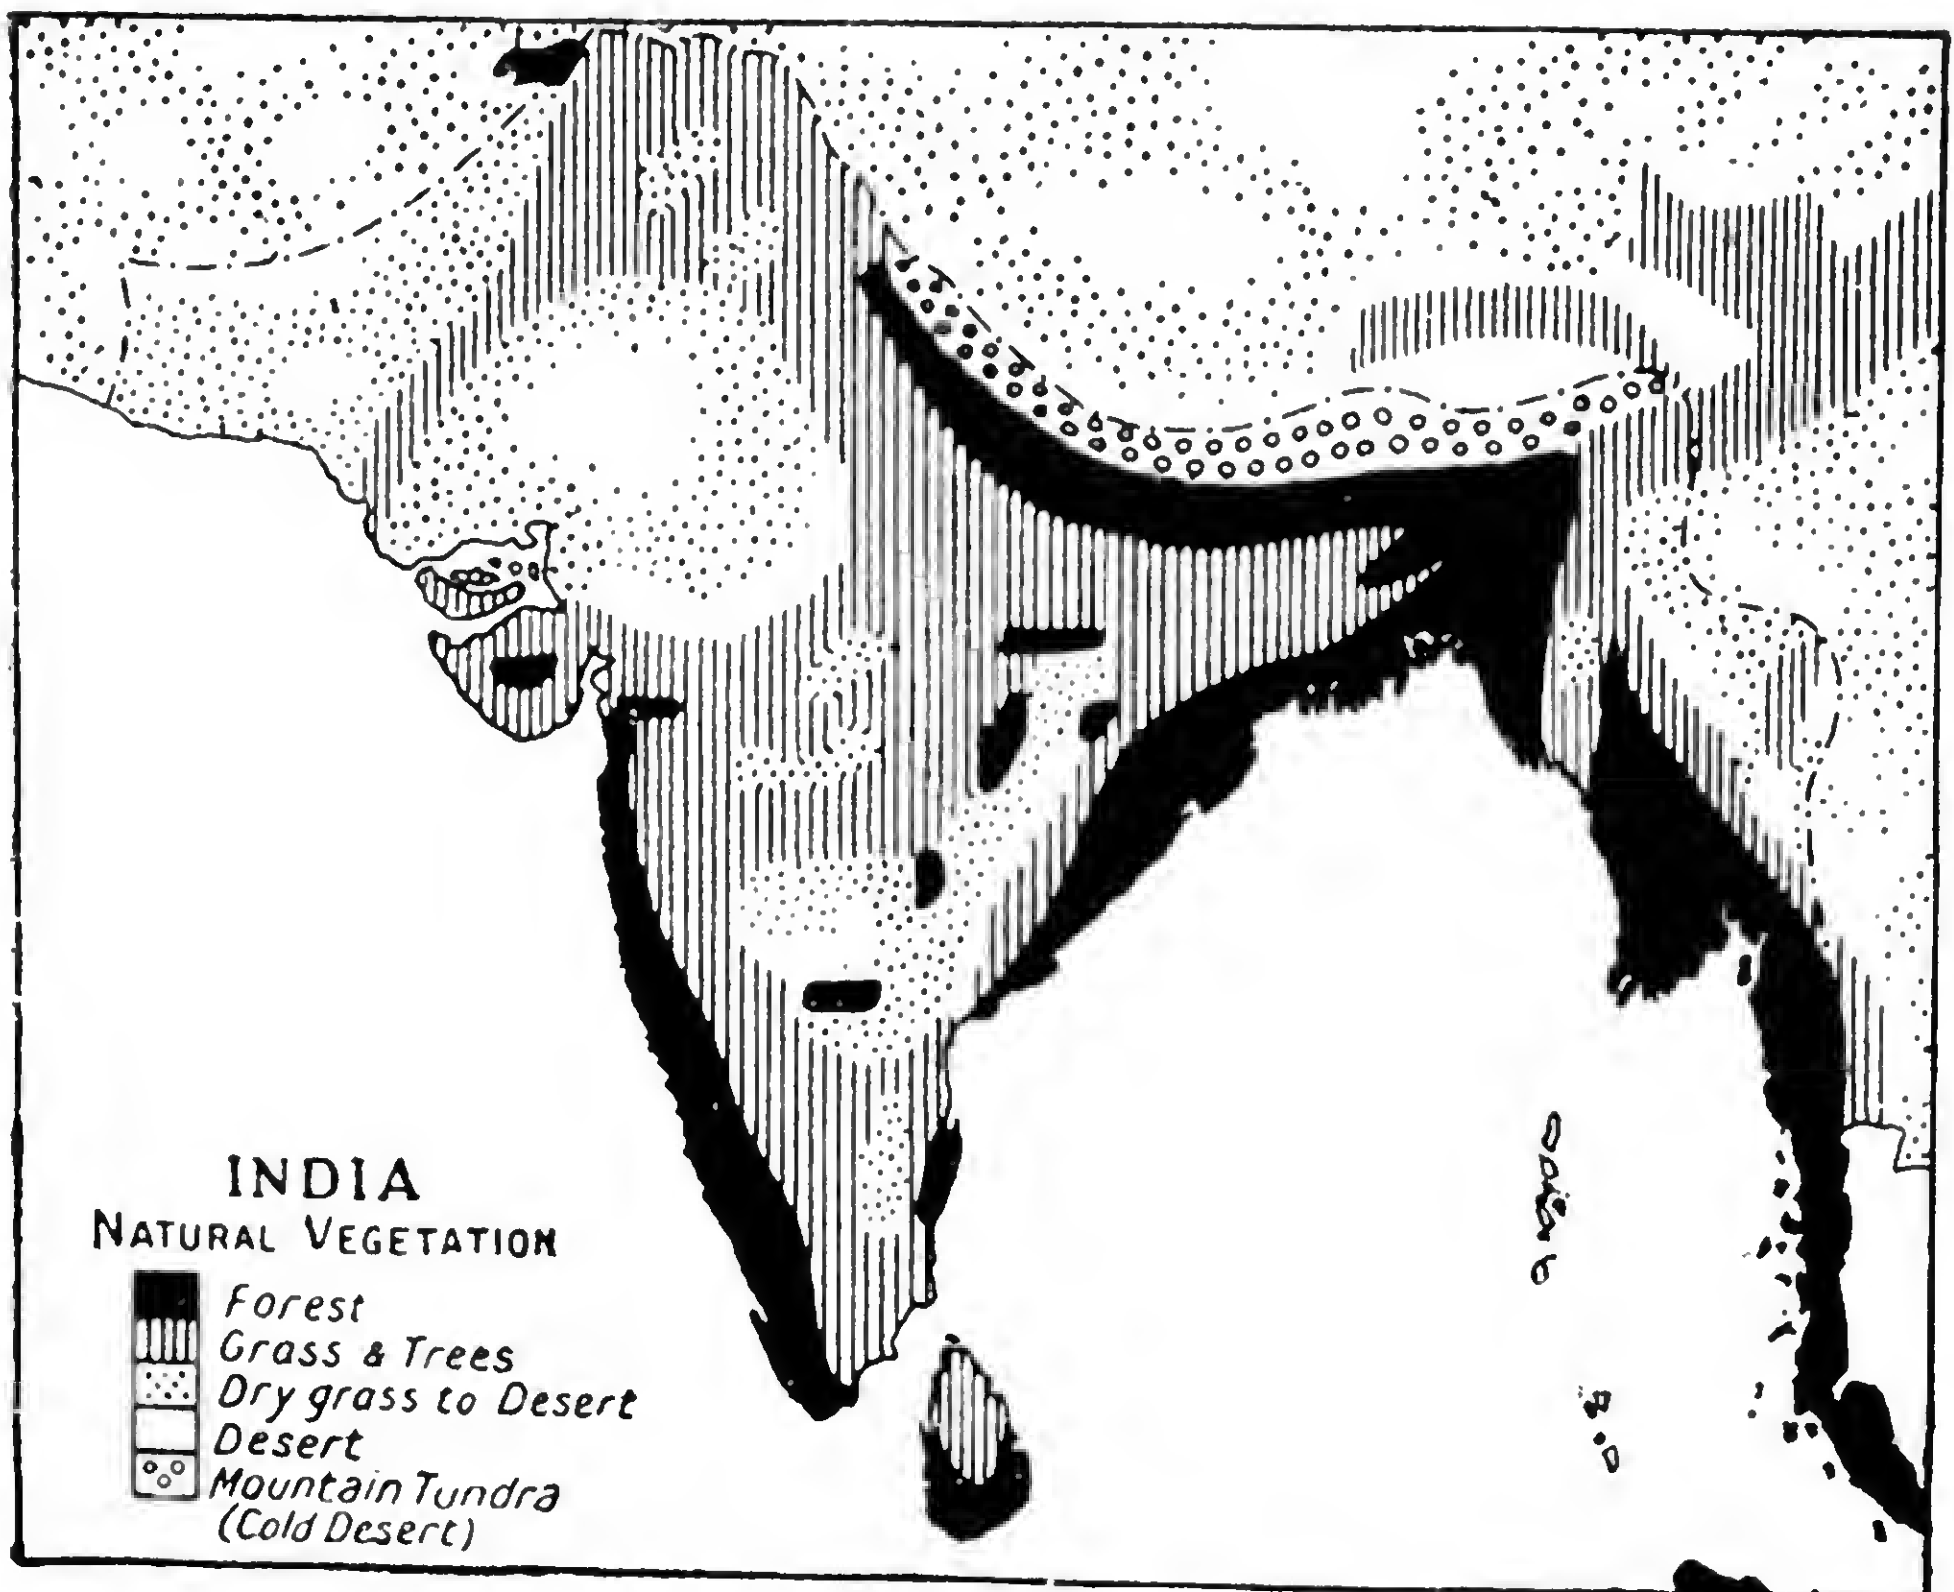 INDIA
NATURAL VEGETATION
Forest
Grass & Trees
Dry grass to Desert
Desert
Mountain Tundra
(Cold Desert)